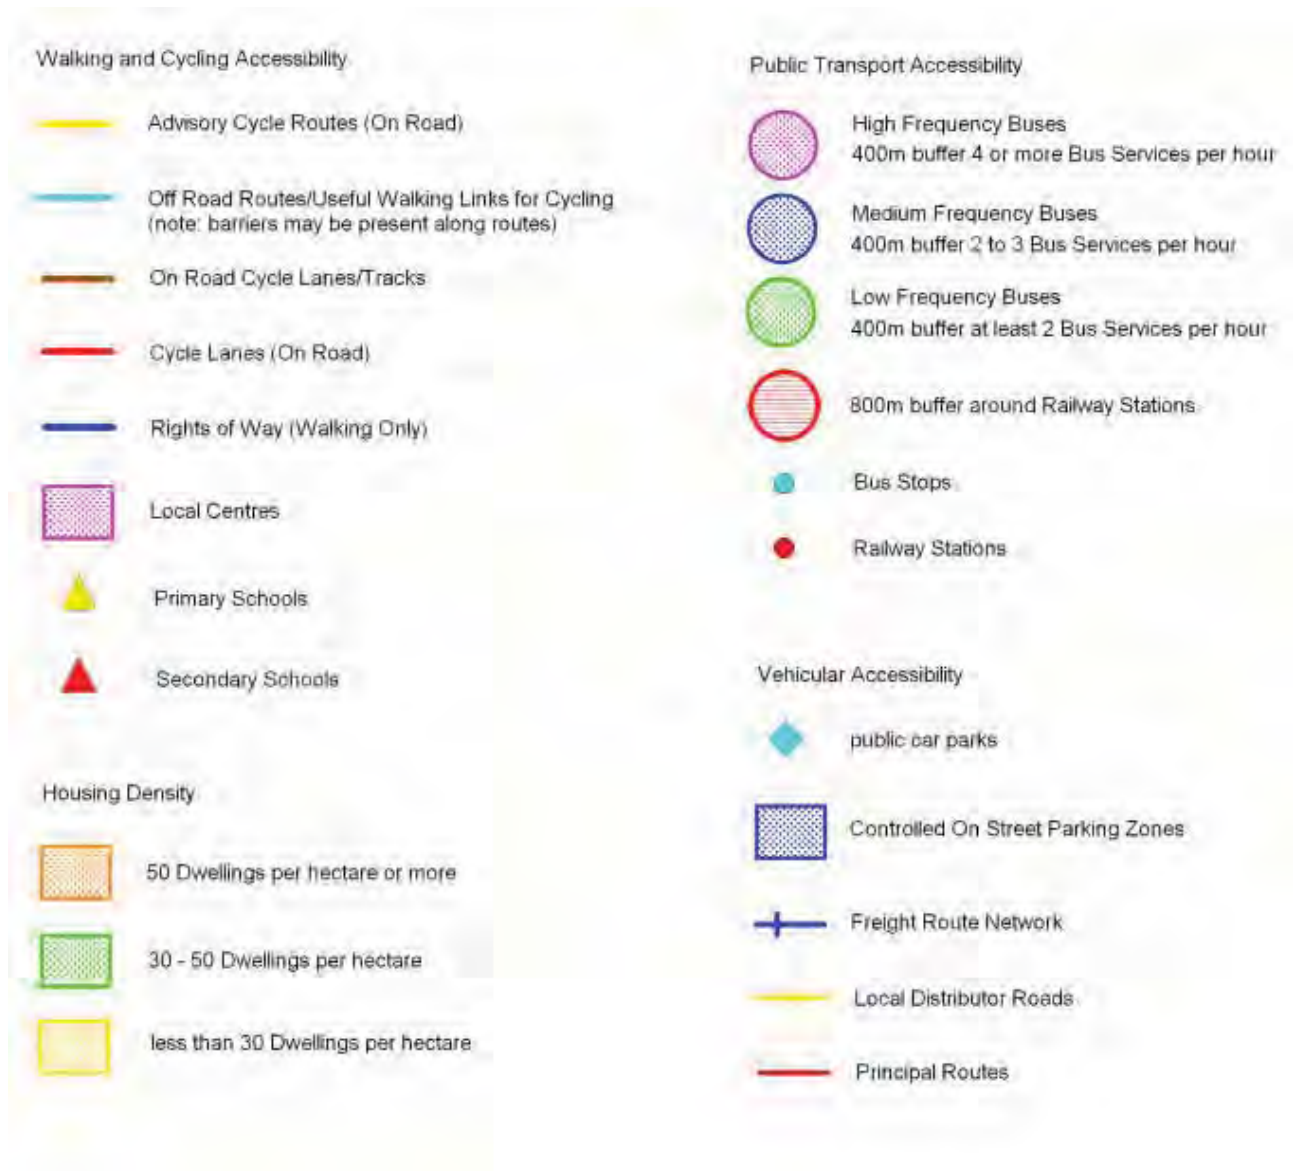 Walking and Cycling Accessibility
Advisory Cycle Routes (On Road)
Off Road Routes/Useful Walking Links for Cycling
(note: barriers may be present along routes)
On Road Cycle Lanes/Tracks
Cycle Lanes (On Road)
Rights of Way (Walking Only)
Local Centres
Primary Schools
Secondary Schools
Housing Density
50 Dwellings per hectare or more
30 - 50 Dwellings per hectare
less than 30 Dwellings per hectare
Public Transport Accessibility
High Frequency Buses
400m buffer 4 or more Bus Services per hour
Medium Frequency Buses
400m buffer 2 to 3 Bus Services per hour
Low Frequency Buses
400m buffer at least 2 Bus Services per hour
800m buffer around Railway Stations
Bus Stops
Railway Stations
Vehicular Accessibility
public car parks
Controlled On Street Parking Zones
Freight Route Network
Local Distributor Roads
Principal Routes